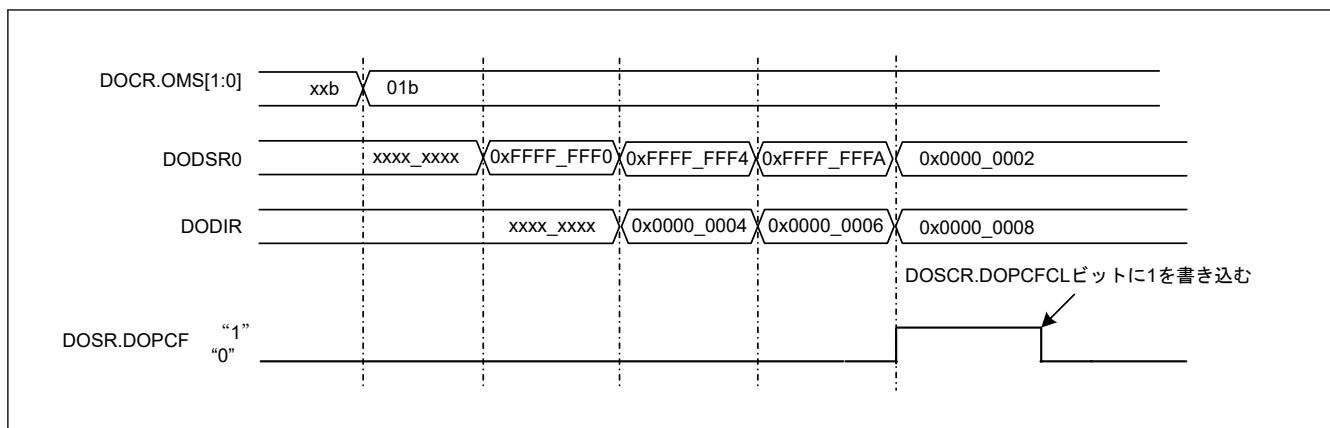 DOCR.OMS[1:0] xxb 01b
DODSR0 xxxx_xxxx 0xFFFF_FFF0 0xFFFF_FFF4 0xFFFF_FFFA 0x0000_0002
DODIR xxxx_xxxx 0x0000_0004 0x0000_0006 0x0000_0008
DOSCR.DOPCFCLビットに1を書き込む
DOSR.DOPCF “1”
“0”